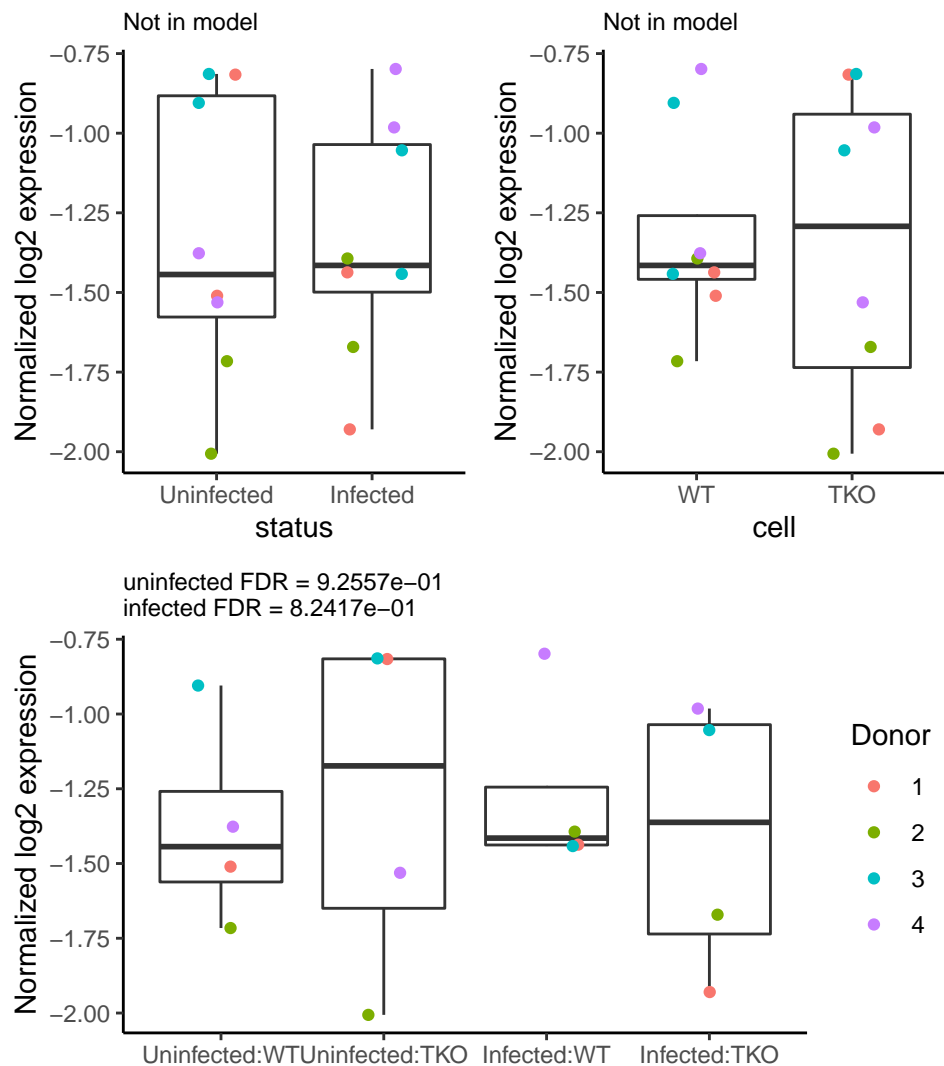 Not in model
Normalized log2 expression
−0.75
−1.00
−1.25
−1.50
−1.75
−2.00
Uninfected Infected
status
Not in model
Normalized log2 expression
−0.75
−1.00
−1.25
−1.50
−1.75
−2.00
WT TKO
cell
uninfected FDR = 9.2557e−01
infected FDR = 8.2417e−01
Normalized log2 expression
−0.75
−1.00
−1.25
−1.50
−1.75
−2.00
Uninfected:WT Uninfected:TKO Infected:WT Infected:TKO
Donor
1
2
3
4